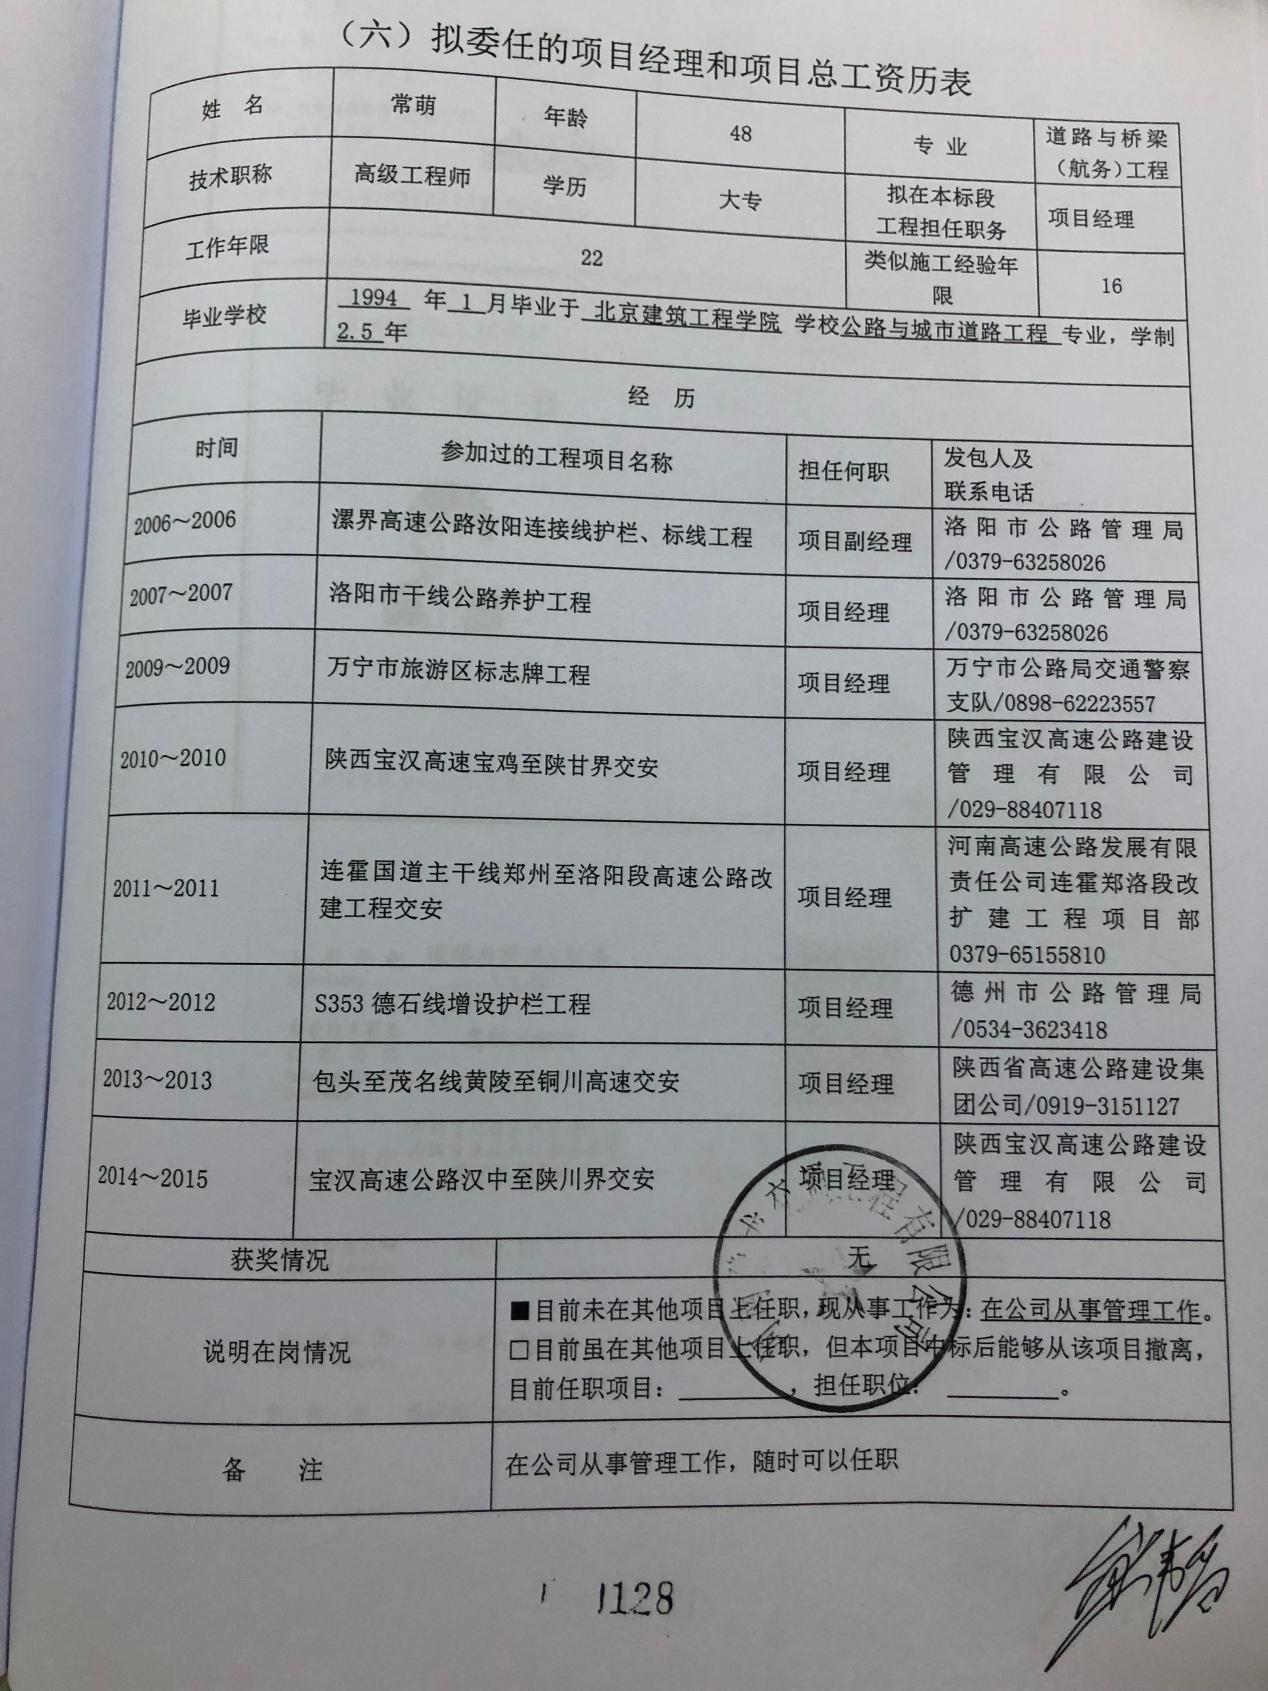 （六）拟委任的项目经理和项目总工资历表
姓 名 常萌 年龄 48 专 业 道路与桥梁
（航务）工程
技术职称 高级工程师 学历 大专 拟在本标段
工程担任职务 项目经理
工作年限 22 类似施工经验年
限 16
毕业学校 1994 年 1 月毕业于 北京建筑工程学院 学校公路与城市道路工程 专业，学制
2.5 年
经 历
时间 参加过的工程项目名称 担任何职 发包人及
联系电话
2006～2006 漯界高速公路汝阳连接线护栏、标线工程 项目副经理 洛阳市公路管理局
/0379-63258026
2007～2007 洛阳市干线公路养护工程 项目经理 洛阳市公路管理局
/0379-63258026
2009～2009 万宁市旅游区标志牌工程 项目经理 万宁市公路局交通警察
支队/0898-62223557
2010～2010 陕西宝汉高速宝鸡至陕甘界交安 项目经理 陕西宝汉高速公路建设
管理有限公司
/029-88407118
2011～2011 连霍国道主干线郑州至洛阳段高速公路改
建工程交安 项目经理 河南高速公路发展有限
责任公司连霍郑洛段改
扩建工程项目部
0379-65155810
2012～2012 S353 德石线增设护栏工程 项目经理 德州市公路管理局
/0534-3623418
2013～2013 包头至茂名线黄陵至铜川高速交安 项目经理 陕西省高速公路建设集
团公司/0919-3151127
2014～2015 宝汉高速公路汉中至陕川界交安 项目经理 陕西宝汉高速公路建设
管理有限公司
/029-88407118
获奖情况 无
说明在岗情况 ■目前未在其他项目上任职，现从事工作为：在公司从事管理工作。
□目前虽在其他项目上任职，但本项目中标后能够从该项目撤离，
目前任职项目：________，担任职位：________。
备 注 在公司从事管理工作，随时可以任职
程有限公司
1128